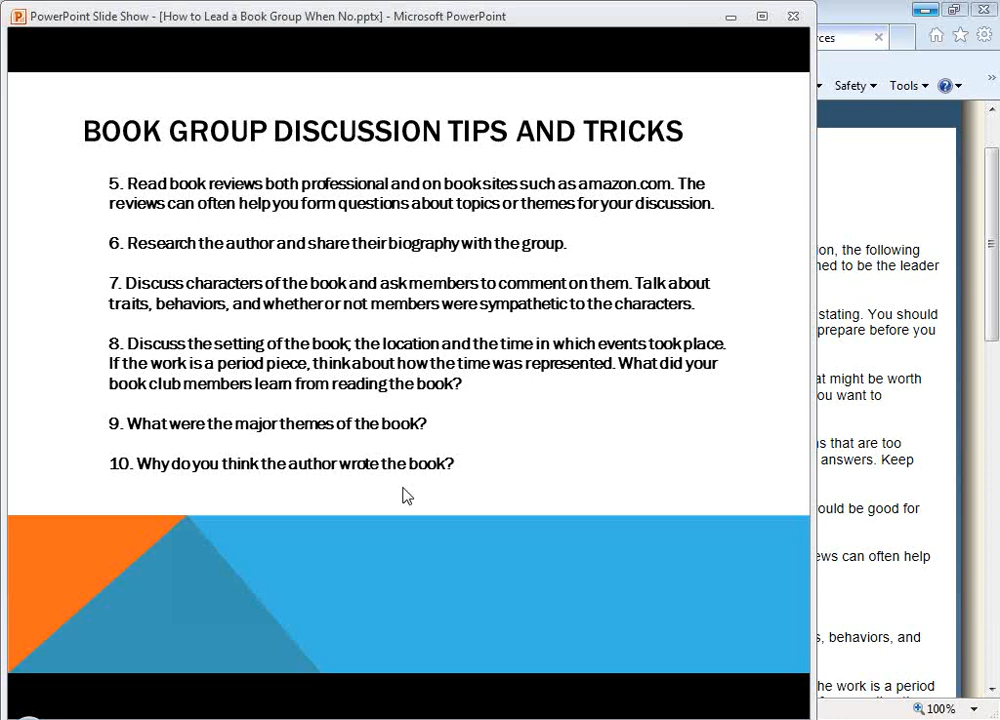 PowerPoint Slide Show - [How to Lead a Book Group When No.pptx] - Microsoft PowerPoint
BOOK GROUP DISCUSSION TIPS AND TRICKS
5. Read book reviews both professional and on book sites such as amazon.com. The
reviews can often help you form questions about topics or themes for your discussion.
6. Research the author and share their biography with the group.
7. Discuss characters of the book and ask members to comment on them. Talk about
traits, behaviors, and whether or not members were sympathetic to the characters.
8. Discuss the setting of the book; the location and the time in which events took place.
If the work is a period piece, think about how the time was represented. What did your
book club members learn from reading the book?
9. What were the major themes of the book?
10. Why do you think the author wrote the book?
Safety
Tools
the following
to be the leader
stating. You should
prepare before you
might be worth
you want to
that are too
answers. Keep
be good for
can often help
behaviors, and
the work is a period
100%